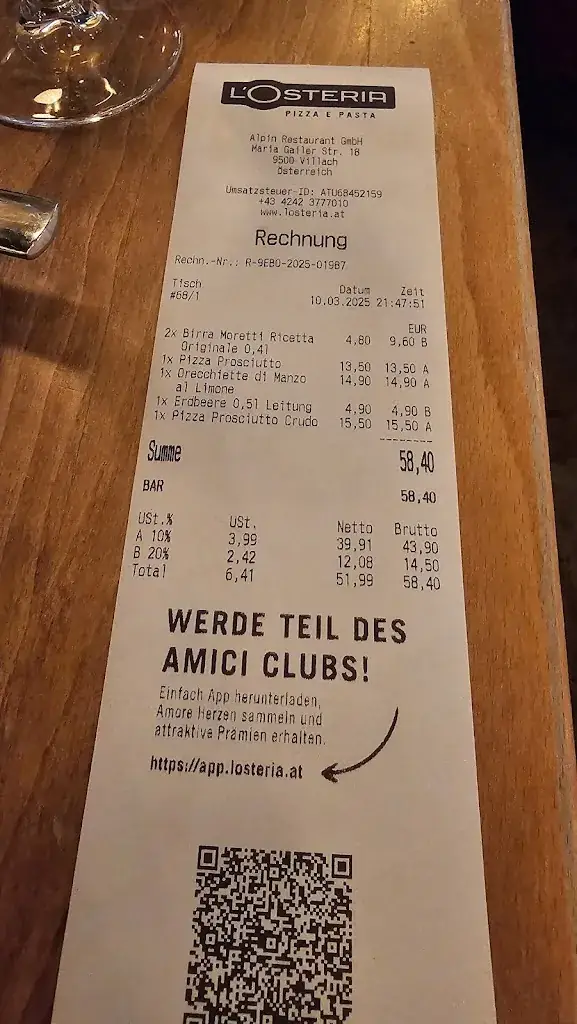 L'OSTERIA
PIZZA E PASTA
Alpin Restaurant GmbH
Maria Gailer Str. 18
9500 Villach
Österreich
Umsatzsteuer-ID: ATU68452159
+43 4242 3777010
www.losteria.at
Rechnung
Rechn.-Nr.: R-9EB0-2025-01987
Tisch Datum Zeit
#68/1 10.03.2025 21:47:51
EUR
2x Birra Moretti Ricetta 4,80 9,60 B
Originale 0,4l
1x Pizza Prosciutto 13,50 13,50 A
1x Orecchiette di Manzo 14,90 14,90 A
al Limone
1x Erdbeere 0,5l Leitung 4,90 4,90 B
1x Pizza Prosciutto Crudo 15,50 15,50 A
Summe 58,40
BAR 58,40
USt.% USt. Netto Brutto
A 10% 3,99 39,91 43,90
B 20% 2,42 12,08 14,50
Total 6,41 51,99 58,40
WERDE TEIL DES
AMICI CLUBS!
Einfach App herunterladen,
Amore Herzen sammeln und
attraktive Prämien erhalten.
https://app.losteria.at